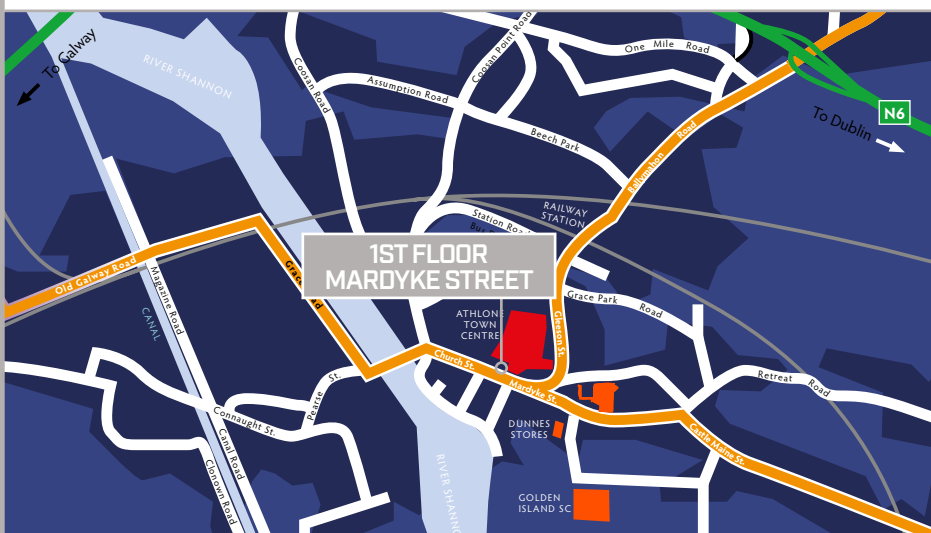 To Galway
RIVER SHANNON
Coosan Road
Coosan Point Road
Assumption Road
One Mile Road
Beech Park
Ballymahon Road
N6
To Dublin
RAILWAY
STATION
Station Road
1ST FLOOR
MARDYKE STREET
Old Galway Road
Magazine Road
CANAL
Grace Road
ATHLONE
TOWN
CENTRE
Gleeson St.
Grace Park Road
Church St.
Mardyke St.
Retreat Road
Pearse St.
Connaught St.
Canal Road
Clonown Road
DUNNES
STORES
Castle Maine St.
GOLDEN
ISLAND SC
RIVER SHANNO